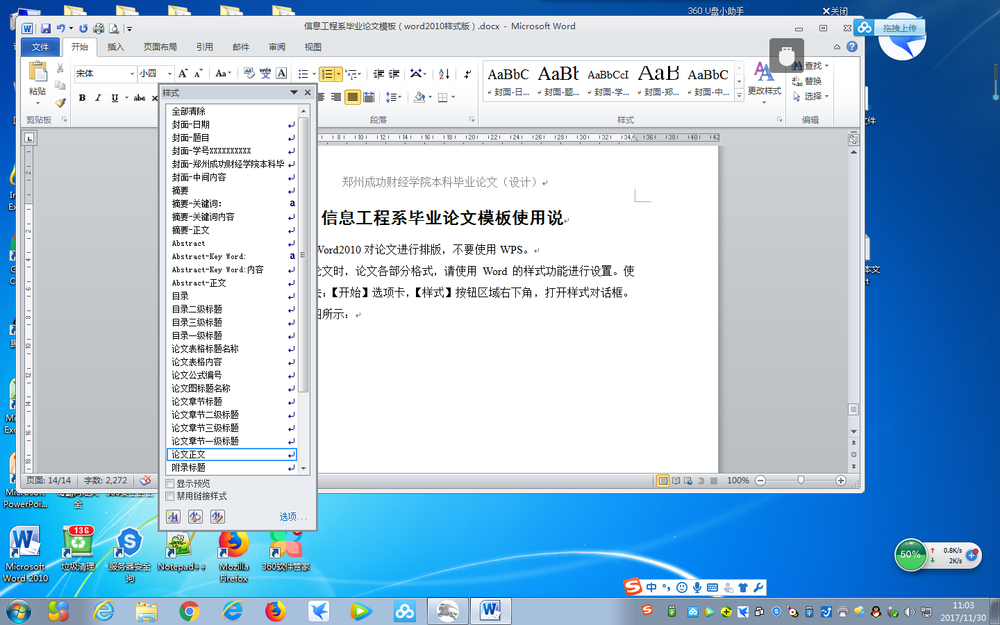 360 U盘小助手
✕关闭
信息工程系毕业论文模板（word2010样式版）.docx - Microsoft Word
拖拽上传
文件
开始
插入
页面布局
引用
邮件
审阅
视图
粘贴
剪贴板
宋体
小四
段落
AaBbC
封面-日...
AaBb
封面-题...
AaBbCcI
封面-学...
AaB
封面-郑...
AaBbC
封面-中...
更改样式
样式
查找
替换
选择
编辑
样式
全部清除
封面-日期
封面-题目
封面-学号XXXXXXXXXX
封面-郑州成功财经学院本科毕
封面-中间内容
摘要
摘要-关键词：
摘要-关键词内容
摘要-正文
Abstract
Abstract-Key Word:
Abstract-Key Word:内容
Abstract-正文
目录
目录二级标题
目录三级标题
目录一级标题
论文表格标题名称
论文表格内容
论文公式编号
论文图标题名称
论文章节标题
论文章节二级标题
论文章节三级标题
论文章节一级标题
论文正文
附录标题
显示预览
禁用链接样式
选项...
郑州成功财经学院本科毕业论文（设计）
信息工程系毕业论文模板使用说
Word2010 对论文进行排版，不要使用 WPS。
论文时，论文各部分格式，请使用 Word 的样式功能进行设置。使
：【开始】选项卡，【样式】按钮区域右下角，打开样式对话框。
图所示：
页面: 14/14
字数: 2,272
100%
PowerPoi...
全
Microsoft
Word 2010
13G
垃圾清理
服务器安全
狗
Notepad++
Mozilla
Firefox
360软件管家
50%
0.8K/s
2K/s
中
11:03
2017/11/30